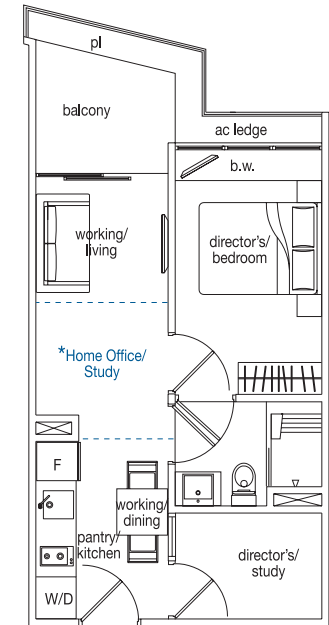 pl
balcony
ac ledge
b.w.
working/
living
director's/
bedroom
*Home Office/
Study
F
working/
dining
pantry/
kitchen
director's/
study
W/D